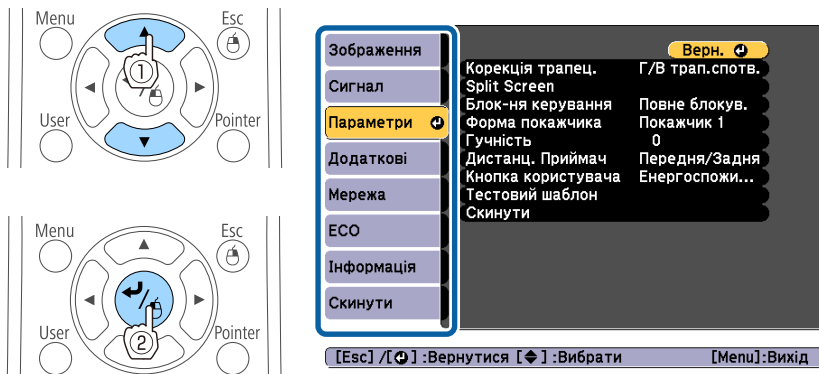 Menu Esc
①
User Pointer
Menu Esc
②
User Pointer
Зображення
Сигнал
Параметри
Додаткові
Мережа
ECO
Інформація
Скинути
Верн.
Корекція трапец. Г/В трап.спотв.
Split Screen
Блок-ня керування Повне блокув.
Форма покажчика Покажчик 1
Гучність 0
Дистанц. Приймач Передня/Задня
Кнопка користувача Енергоспожи...
Тестовий шаблон
Скинути
[Esc] /[⏎] :Вернутися [◆] :Вибрати [Menu]:Вихід